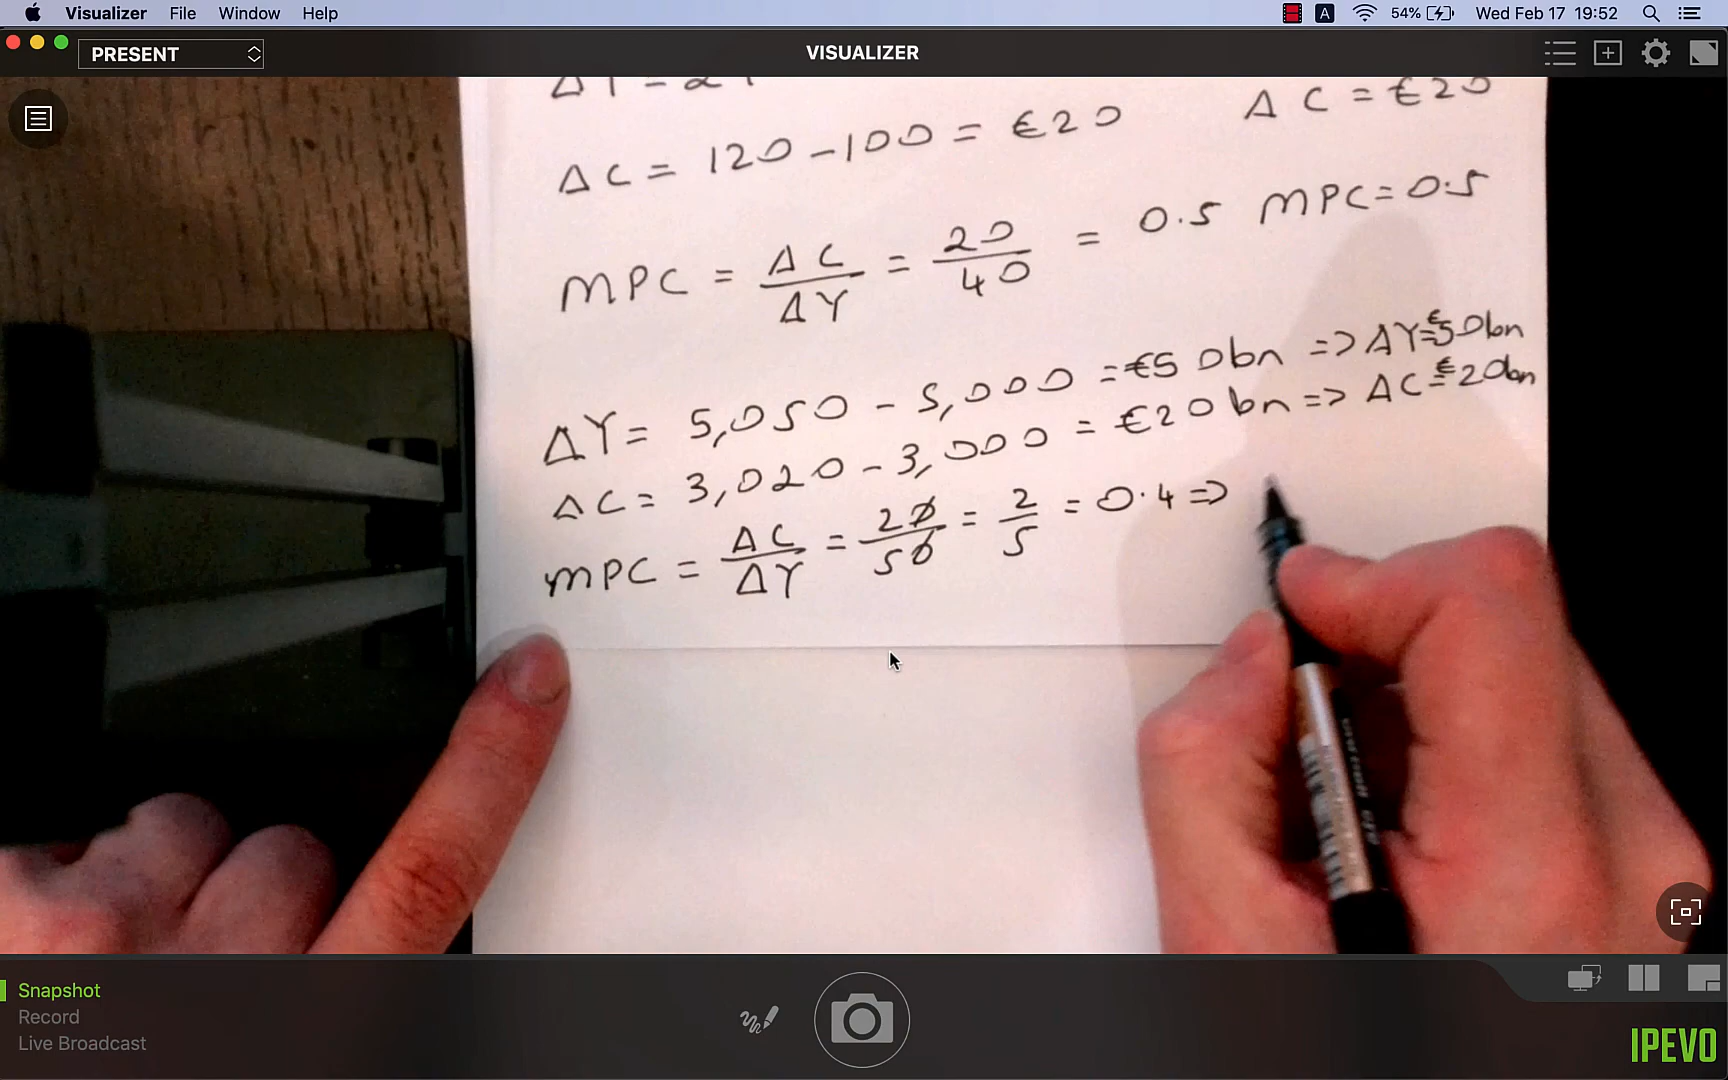 Visualizer File Window Help A 54% Wed Feb 17 19:52
PRESENT VISUALIZER
ΔC = €20
ΔC = 120 - 100 = €20
MPC = ΔC/ΔY = 20/40 = 0.5 MPC = 0.5
ΔY = 5,050 - 5,000 = €50bn => ΔY = €50bn
ΔC = 3,020 - 3,000 = €20bn => ΔC = €20bn
MPC = ΔC/ΔY = 20/50 = 2/5 = 0.4 =>
Snapshot
Record
Live Broadcast
IPEVO